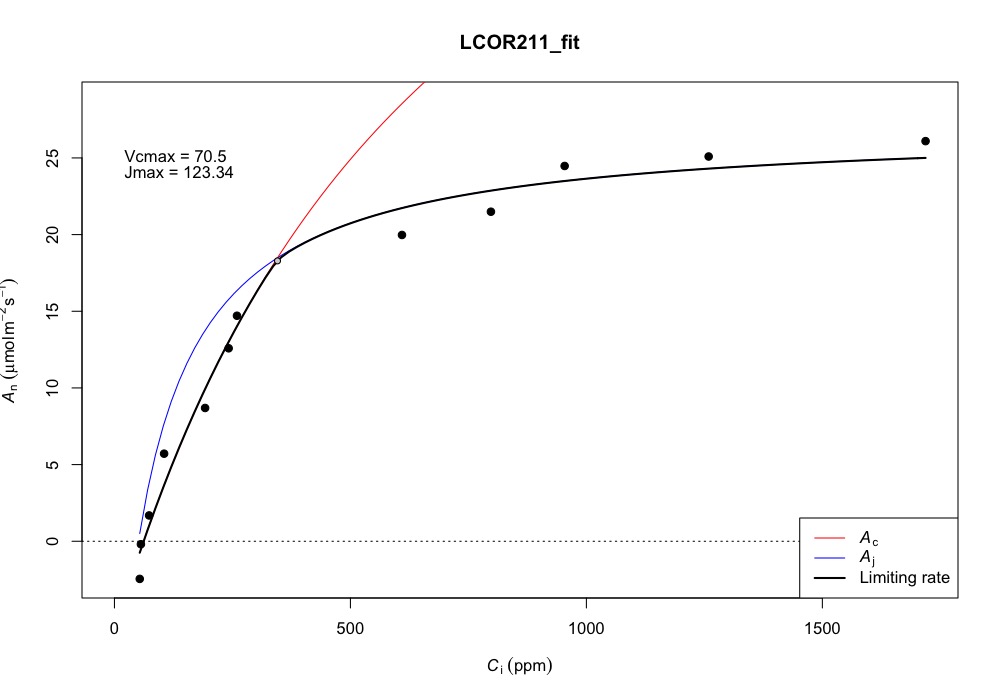 LCOR211_fit
Vcmax = 70.5
Jmax = 123.34
25
20
15
10
5
0
Aₙ (μmolm⁻²s⁻¹)
0 500 1000 1500
Cᵢ (ppm)
A꜀
Aⱼ
Limiting rate